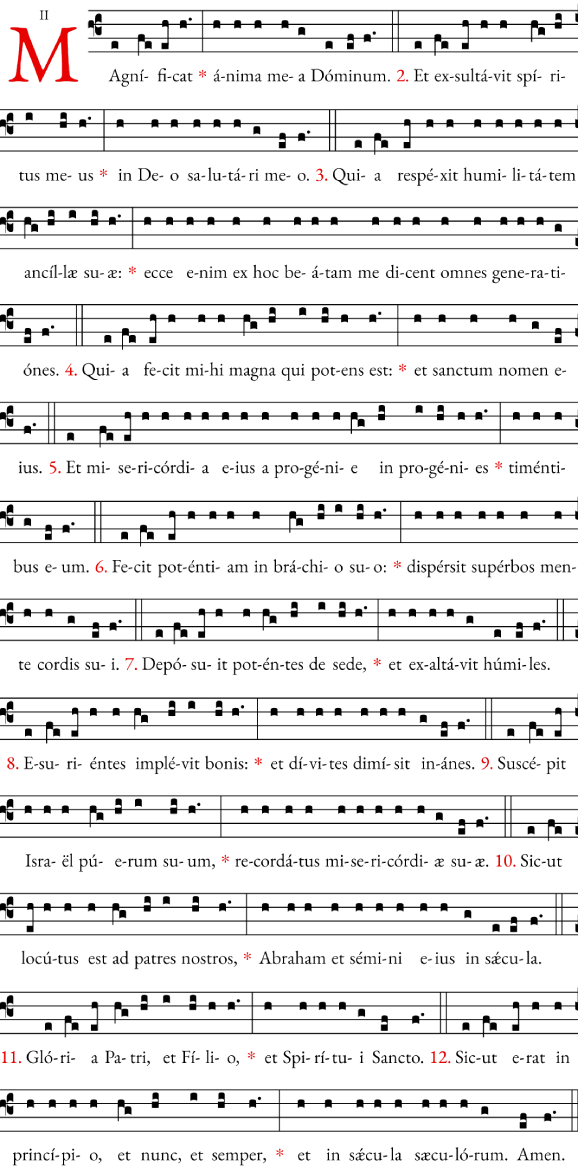 II
MAgní- fi-cat * á-nima me- a Dóminum. 2. Et ex-sultá-vit spí- ri-
tus me- us * in De- o sa-lu-tá-ri me- o. 3. Qui- a respé-xit humi- li-tá-tem
ancíl-læ su- æ: * ecce e-nim ex hoc be- á-tam me di-cent omnes gene-ra-ti-
ónes. 4. Qui- a fe-cit mi-hi magna qui pot-ens est: * et sanctum nomen e-
ius. 5. Et mi- se-ri-córdi- a e-ius a pro-gé-ni- e in pro-gé-ni- es * timénti-
bus e- um. 6. Fe-cit pot-énti- am in brá-chi- o su-o: * dispérsit supérbos men-
te cordis su- i. 7. Depó- su- it pot-én-tes de sede, * et ex-altá-vit húmi-les.
8. E-su- ri- éntes implé-vit bonis: * et dí-vi-tes dimí-sit in-ánes. 9. Suscé- pit
Isra- ël pú- e-rum su- um, * re-cordá-tus mi-se-ri-córdi- æ su-æ. 10. Sic-ut
locú-tus est ad patres nostros, * Abraham et sémi-ni e-ius in sǽcu-la.
11. Gló-ri- a Pa-tri, et Fí- li- o, * et Spi-rí-tu- i Sancto. 12. Sic-ut e-rat in
princí-pi- o, et nunc, et semper, * et in sǽcu-la sæcu-ló-rum. Amen.